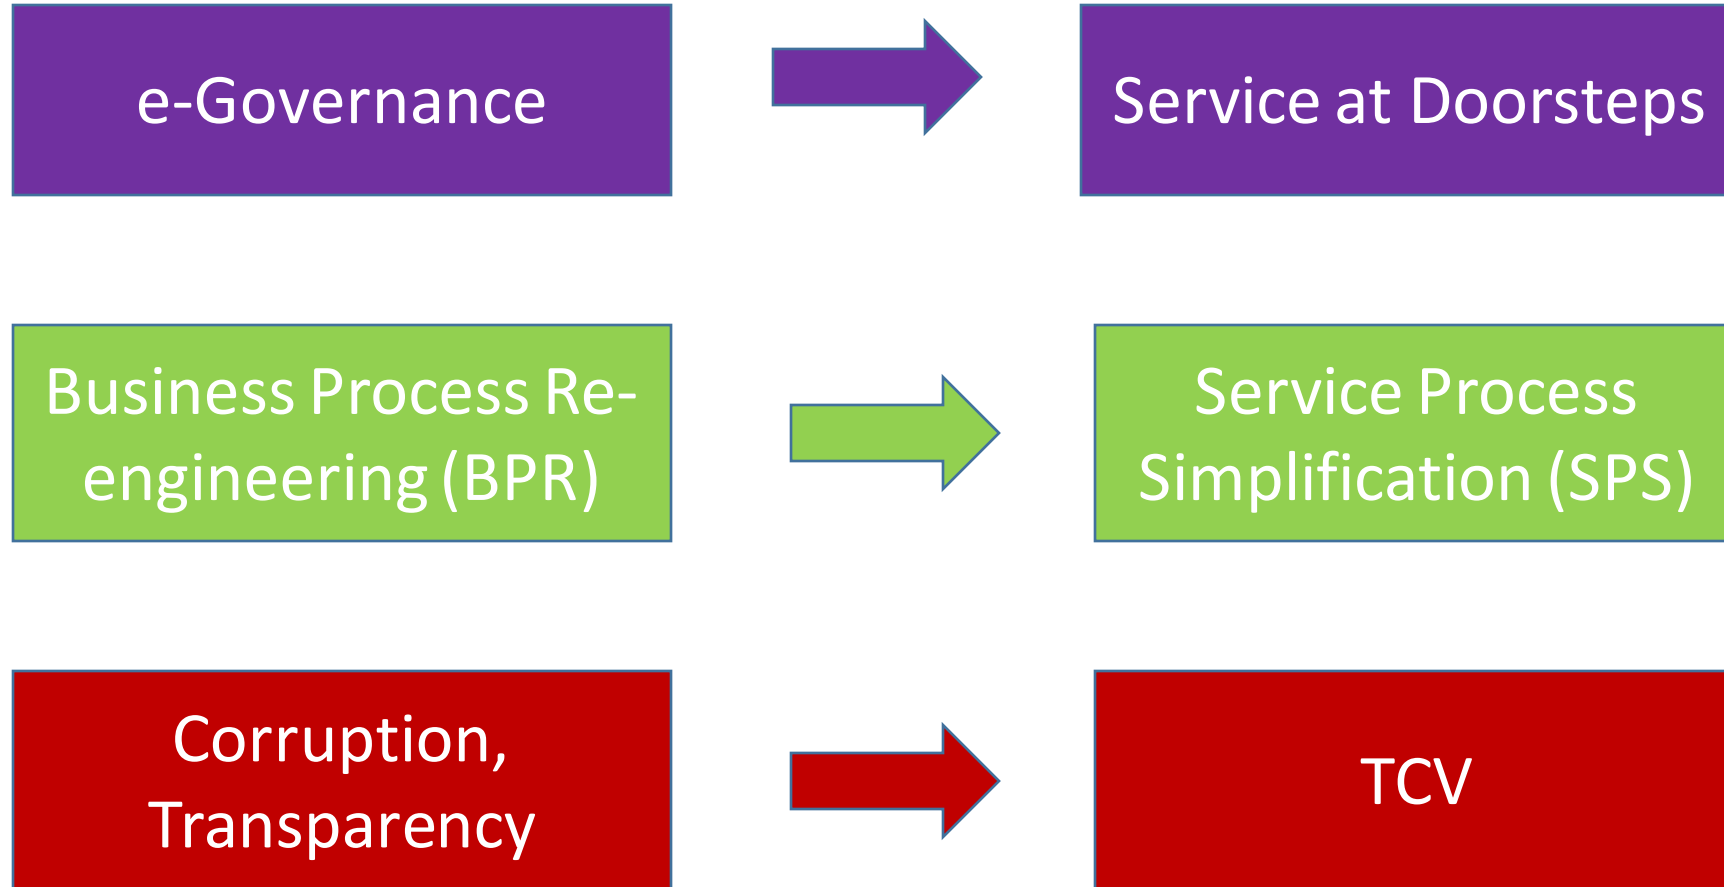 e-Governance
Service at Doorsteps
Business Process Re-
engineering (BPR)
Service Process
Simplification (SPS)
Corruption,
Transparency
TCV